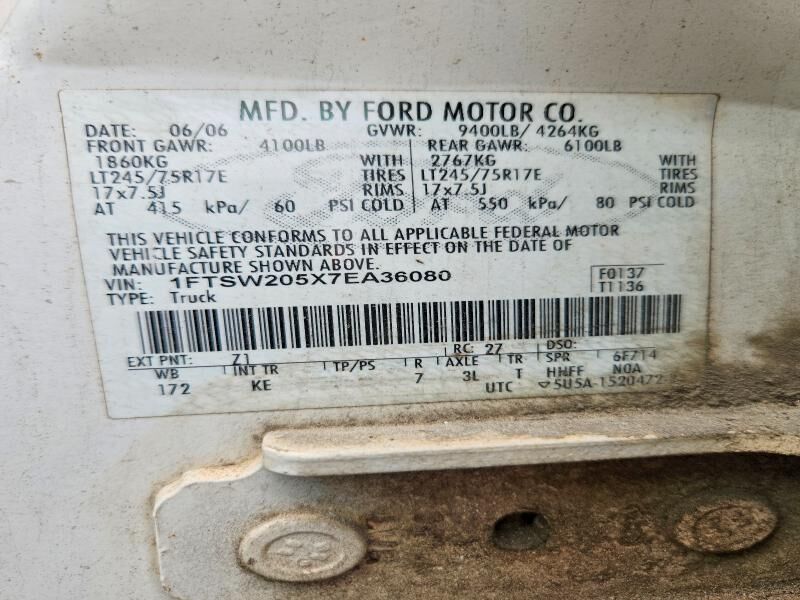 MFD. BY FORD MOTOR CO.
DATE: 06/06 GVWR: 9400LB/ 4264KG
FRONT GAWR: 4100LB REAR GAWR: 6100LB
1860KG WITH 2767KG WITH
LT245/75R17E TIRES LT245/75R17E TIRES
17x7.5J RIMS 17x7.5J RIMS
AT 415 kPa/ 60 PSI COLD AT 550 kPa/ 80 PSI COLD
THIS VEHICLE CONFORMS TO ALL APPLICABLE FEDERAL MOTOR
VEHICLE SAFETY STANDARDS IN EFFECT ON THE DATE OF
MANUFACTURE SHOWN ABOVE.
VIN: 1FTSW205X7EA36080 F0137
TYPE: Truck T1136
EXT PNT: Z1 RC: 27 DSO:
WB INT TR TP/PS R AXLE TR SPR 6F714
172 KE 7 3L T HHFF N0A
UTC 5U5A-1520472